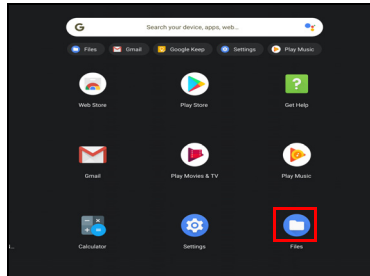 Search your device, apps, web...
Files Gmail Google Keep Settings Play Music
Web Store Play Store Get Help
Gmail Play Movies & TV Play Music
i... Calculator Settings Files